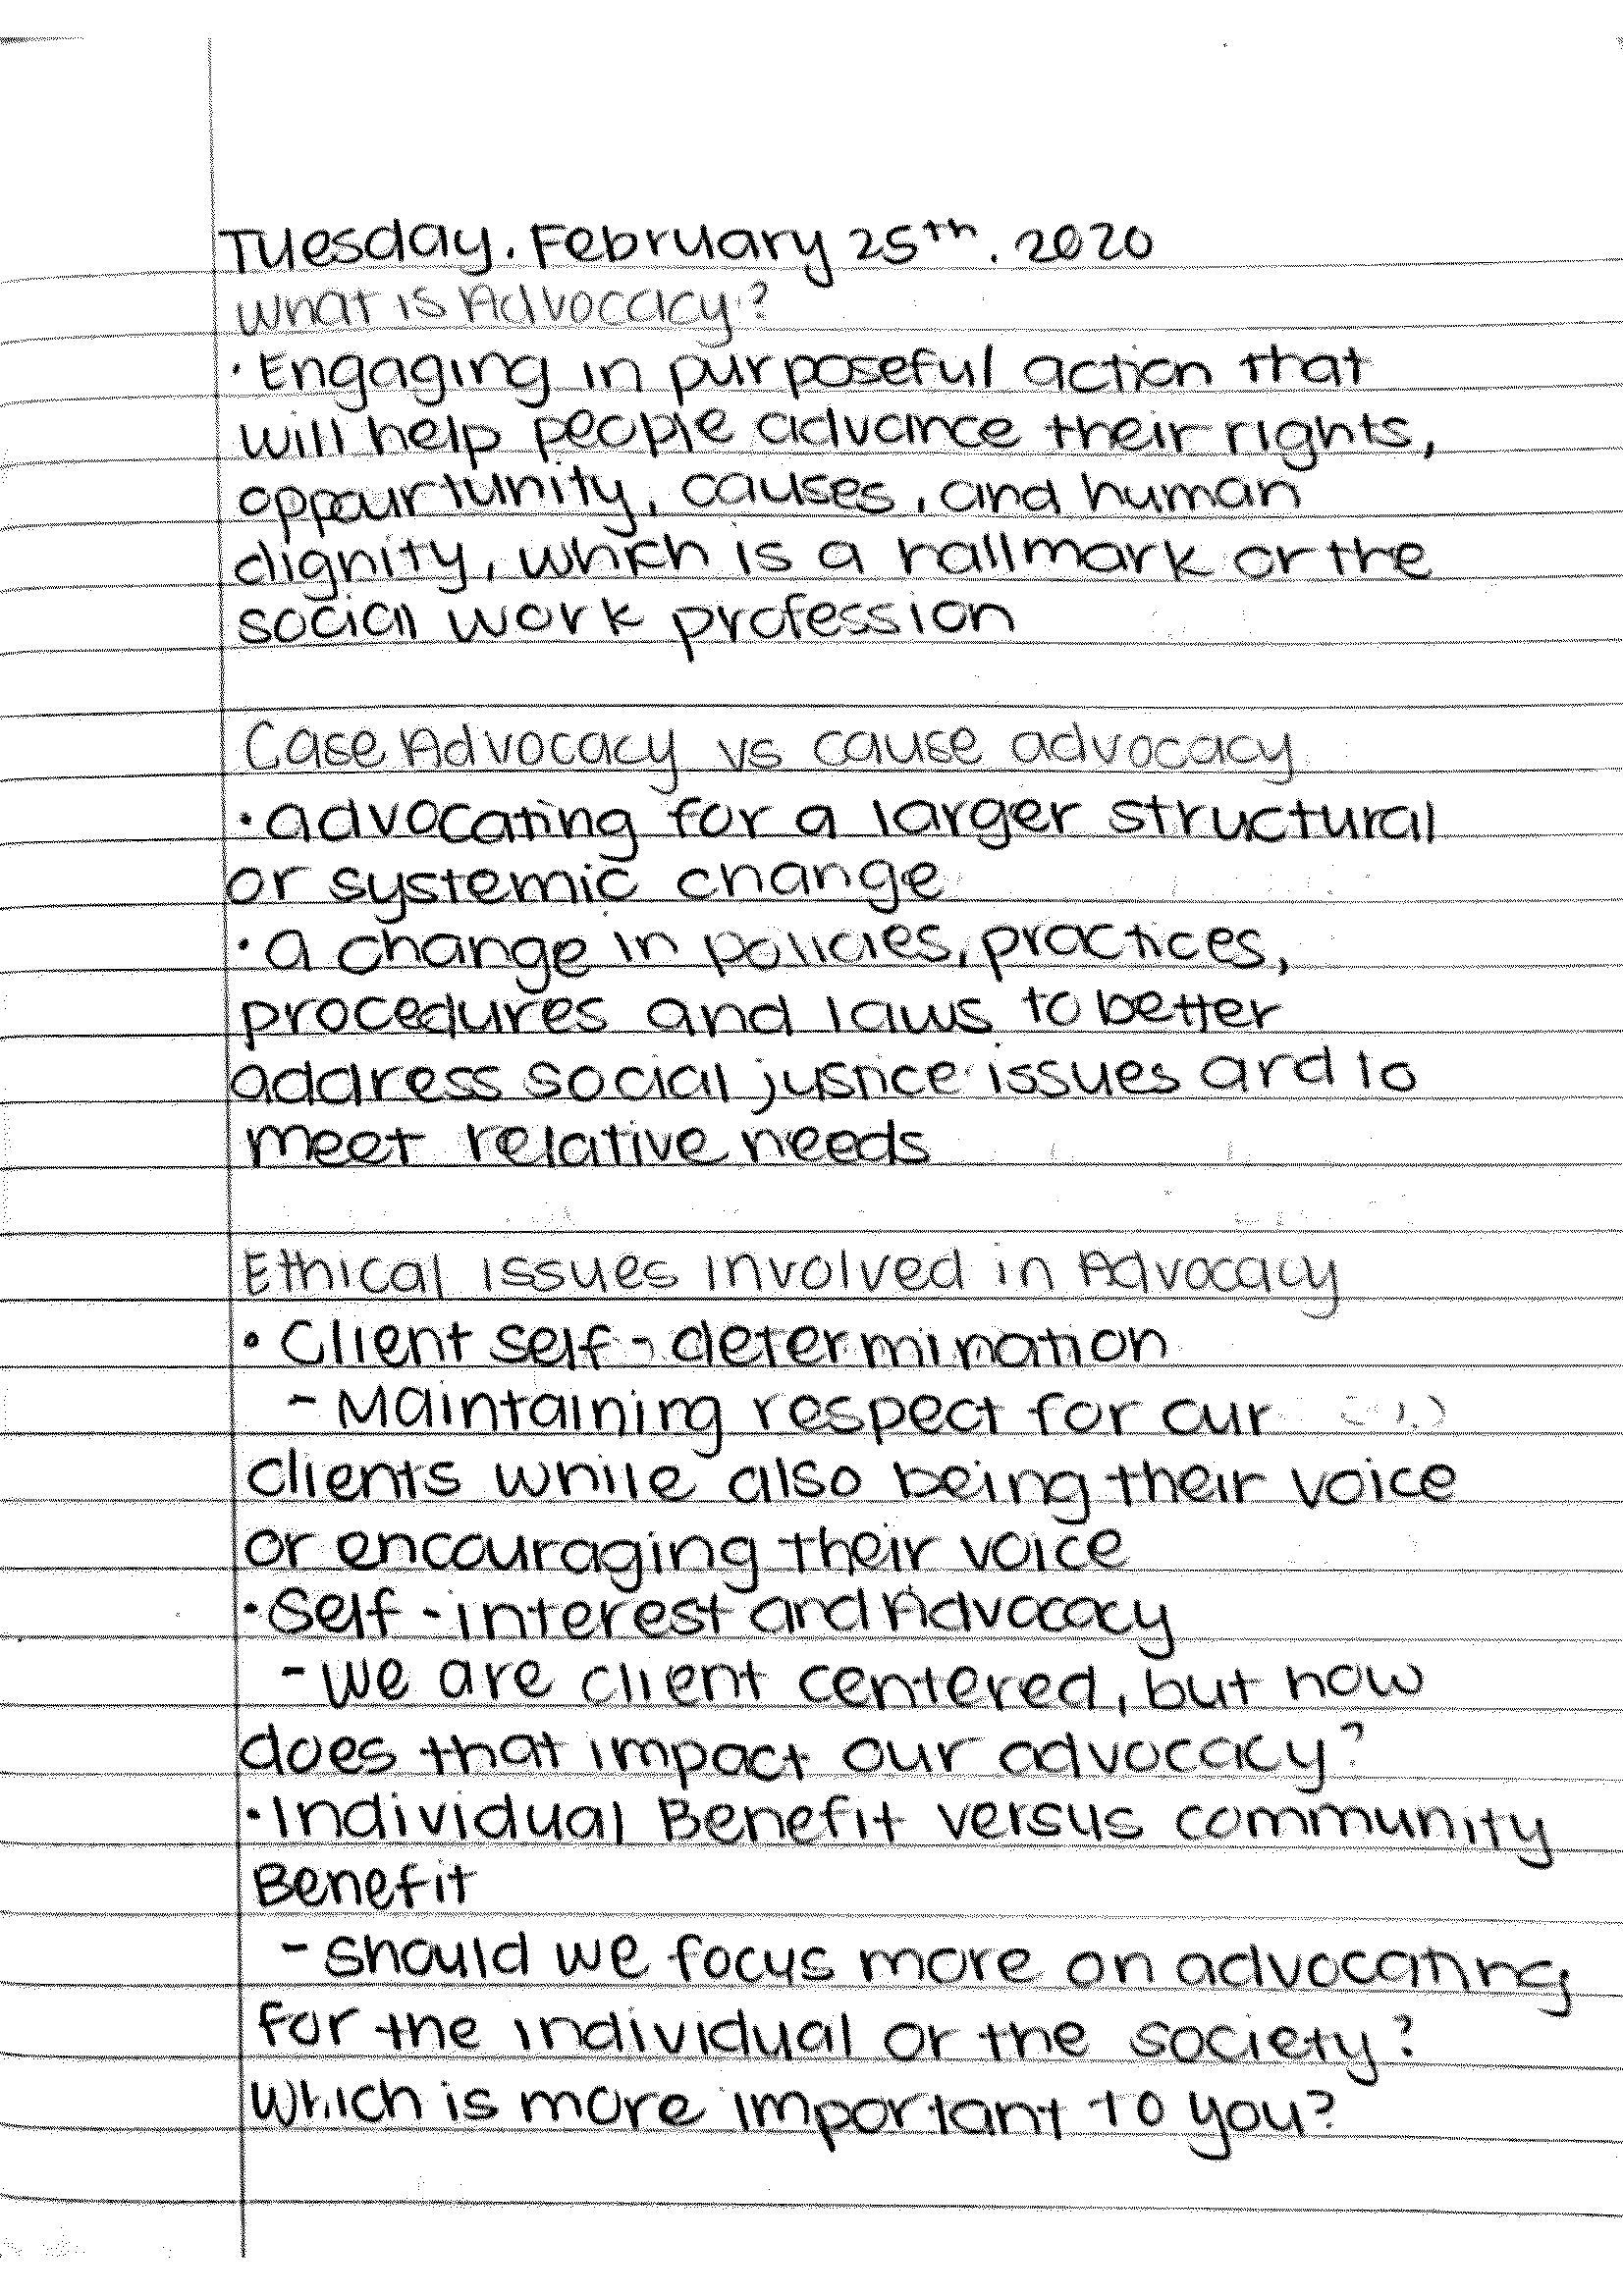 Tuesday. February 25th. 2020
What is Advocacy?
· Engaging in purposeful action that
will help people advance their rights,
oppourtunity, causes, and human
dignity, which is a hallmark or the
social work profession
Case Advocacy vs cause advocacy
· advocating for a larger structural
or systemic change
· a change in policies, practices,
procedures and laws to better
address social justice issues and to
meet relative needs
Ethical issues involved in Advocacy
· Client self-determination
- Maintaining respect for our
clients while also being their voice
or encouraging their voice
· Self-interest and Advocacy
- We are client centered, but how
does that impact our advocacy?
· Individual Benefit versus community
Benefit
- should we focus more on advocating
for the individual or the society?
Which is more important to you?